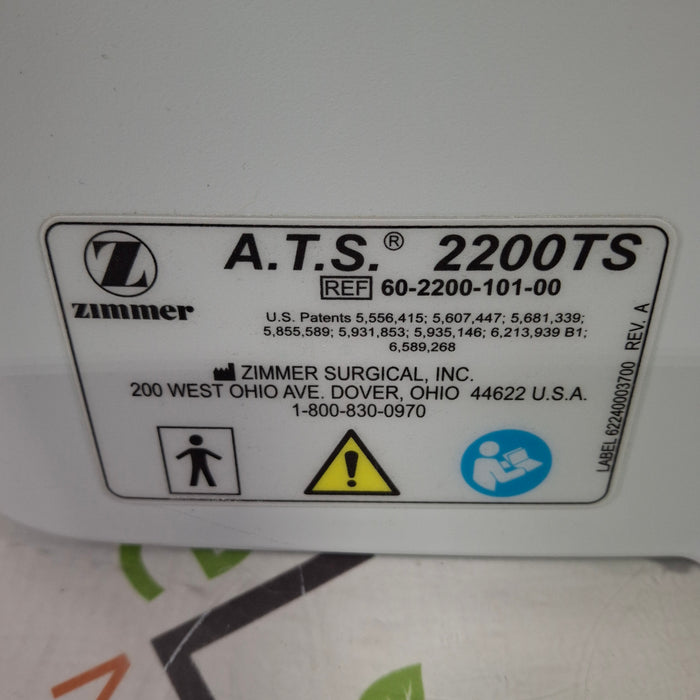 Z
zimmer
A.T.S.® 2200TS
REF 60-2200-101-00
U.S. Patents 5,556,415; 5,607,447; 5,681,339;
5,855,589; 5,931,853; 5,935,146; 6,213,939 B1;
6,589,268
ZIMMER SURGICAL, INC.
200 WEST OHIO AVE. DOVER, OHIO 44622 U.S.A.
1-800-830-0970
LABEL 62240003700 REV. A